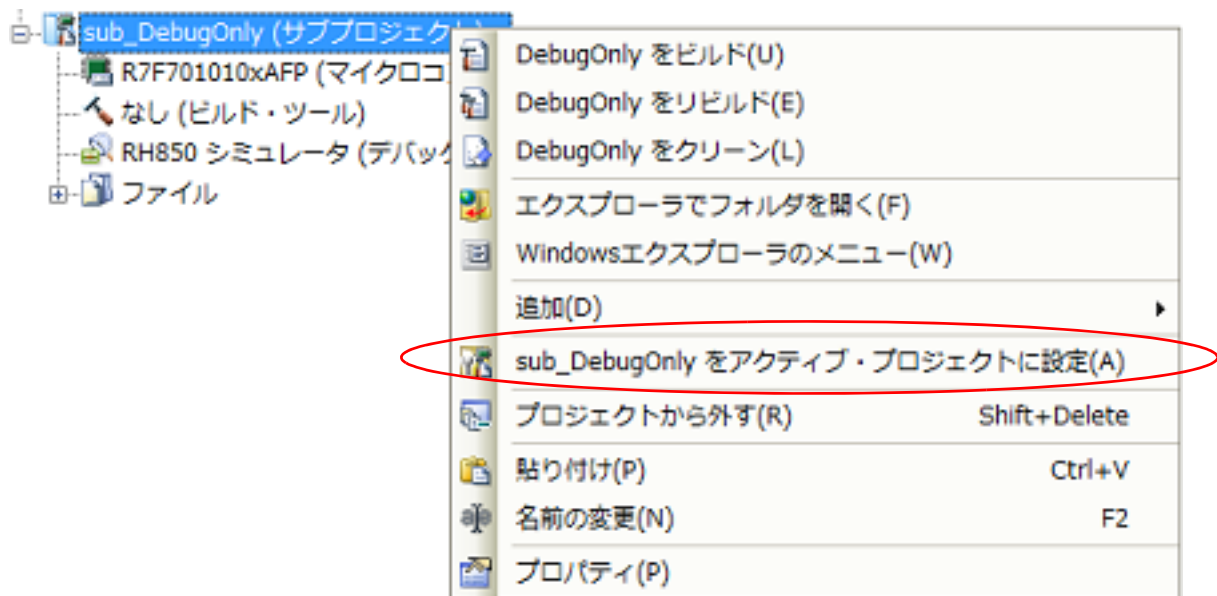 sub_DebugOnly (サブプロジェク
R7F701010xAFP (マイクロコ
なし (ビルド・ツール)
RH850 シミュレータ (デバッグ
ファイル
DebugOnly をビルド(U)
DebugOnly をリビルド(E)
DebugOnly をクリーン(L)
エクスプローラでフォルダを開く(F)
Windowsエクスプローラのメニュー(W)
追加(D)
sub_DebugOnly をアクティブ・プロジェクトに設定(A)
プロジェクトから外す(R) Shift+Delete
貼り付け(P) Ctrl+V
名前の変更(N) F2
プロパティ(P)